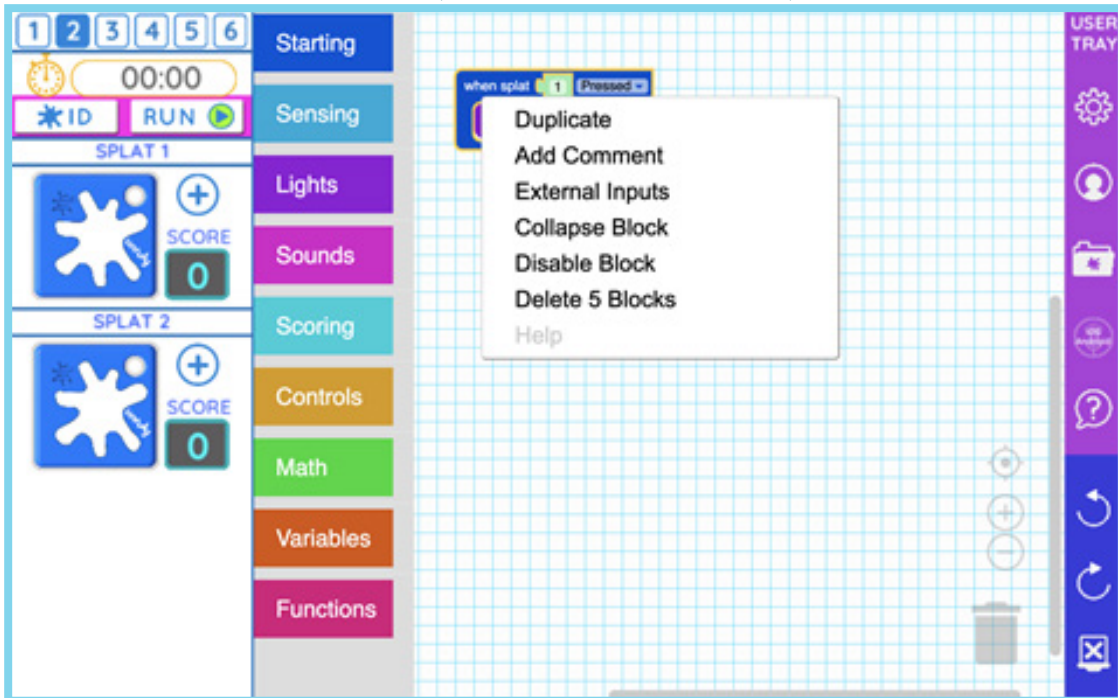 1 2 3 4 5 6
00:00
ID RUN
SPLAT 1
SCORE
0
SPLAT 2
SCORE
0
Starting
Sensing
Lights
Sounds
Scoring
Controls
Math
Variables
Functions
when splat 1 Pressed
Duplicate
Add Comment
External Inputs
Collapse Block
Disable Block
Delete 5 Blocks
Help
USER
TRAY